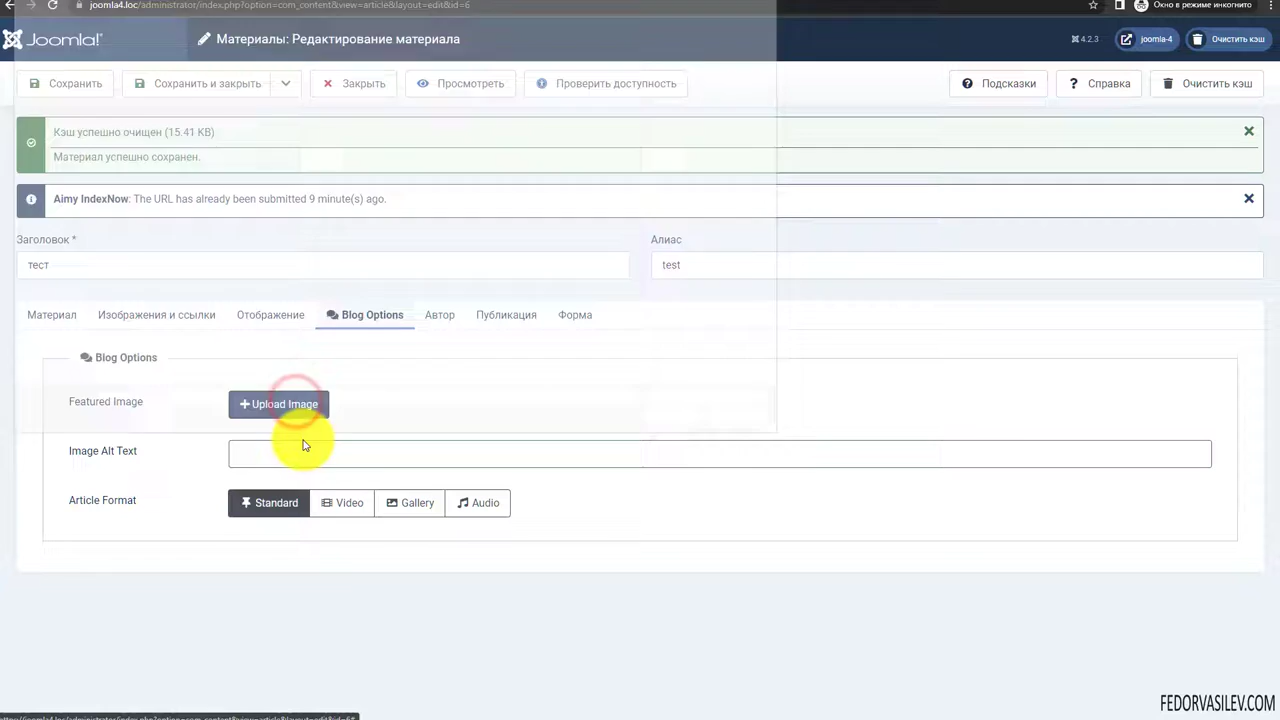 joomla4.loc/administrator/index.php?option=com_content&view=article&layout=edit&id=6
Окно в режиме инкогнито
Joomla!
Материалы: Редактирование материала
4.2.3
joomla-4
Очистить кэш
Сохранить
Сохранить и закрыть
Закрыть
Просмотреть
Проверить доступность
Подсказки
Справка
Очистить кэш
Кэш успешно очищен (15.41 KB)
Материал успешно сохранен.
Aimy IndexNow: The URL has already been submitted 9 minute(s) ago.
Заголовок *
Алиас
тест
test
Материал
Изображения и ссылки
Отображение
Blog Options
Автор
Публикация
Форма
Blog Options
Featured Image
Upload Image
Image Alt Text
Article Format
Standard
Video
Gallery
Audio
FEDORVASILEV.COM